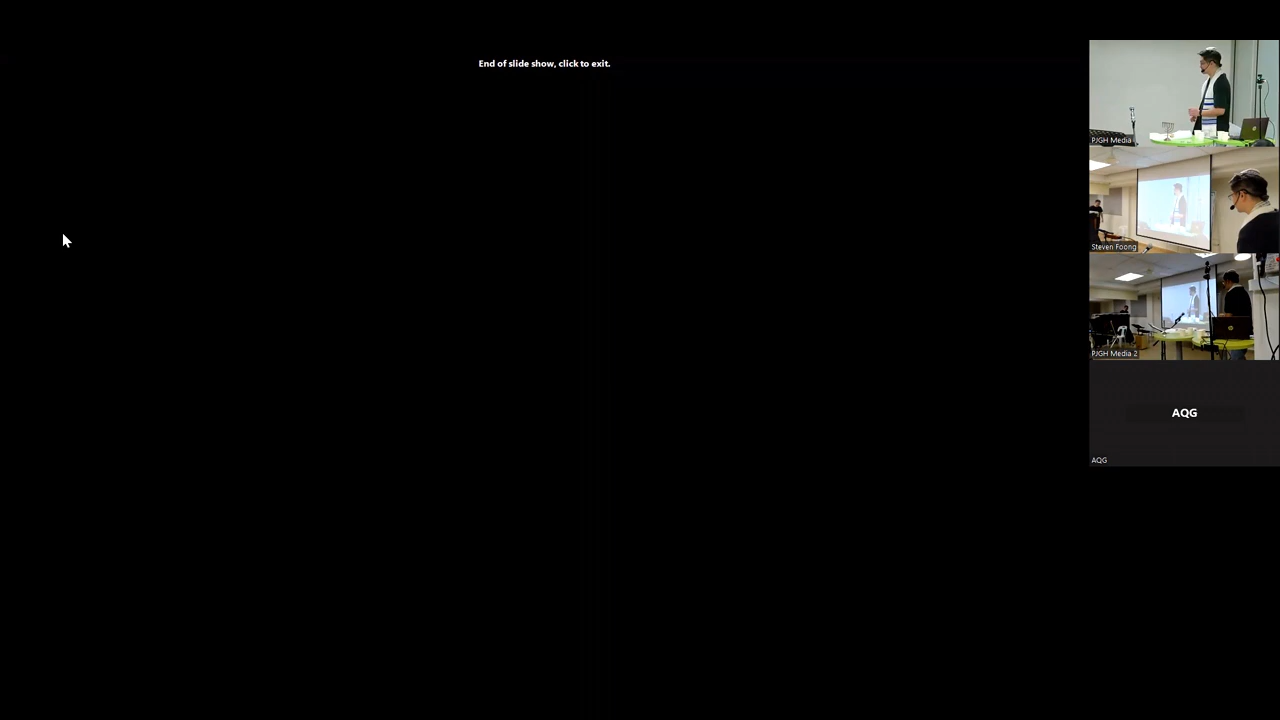 End of slide show, click to exit.
PJGH Media
Steven Foong
PJGH Media 2
AQG
AQG